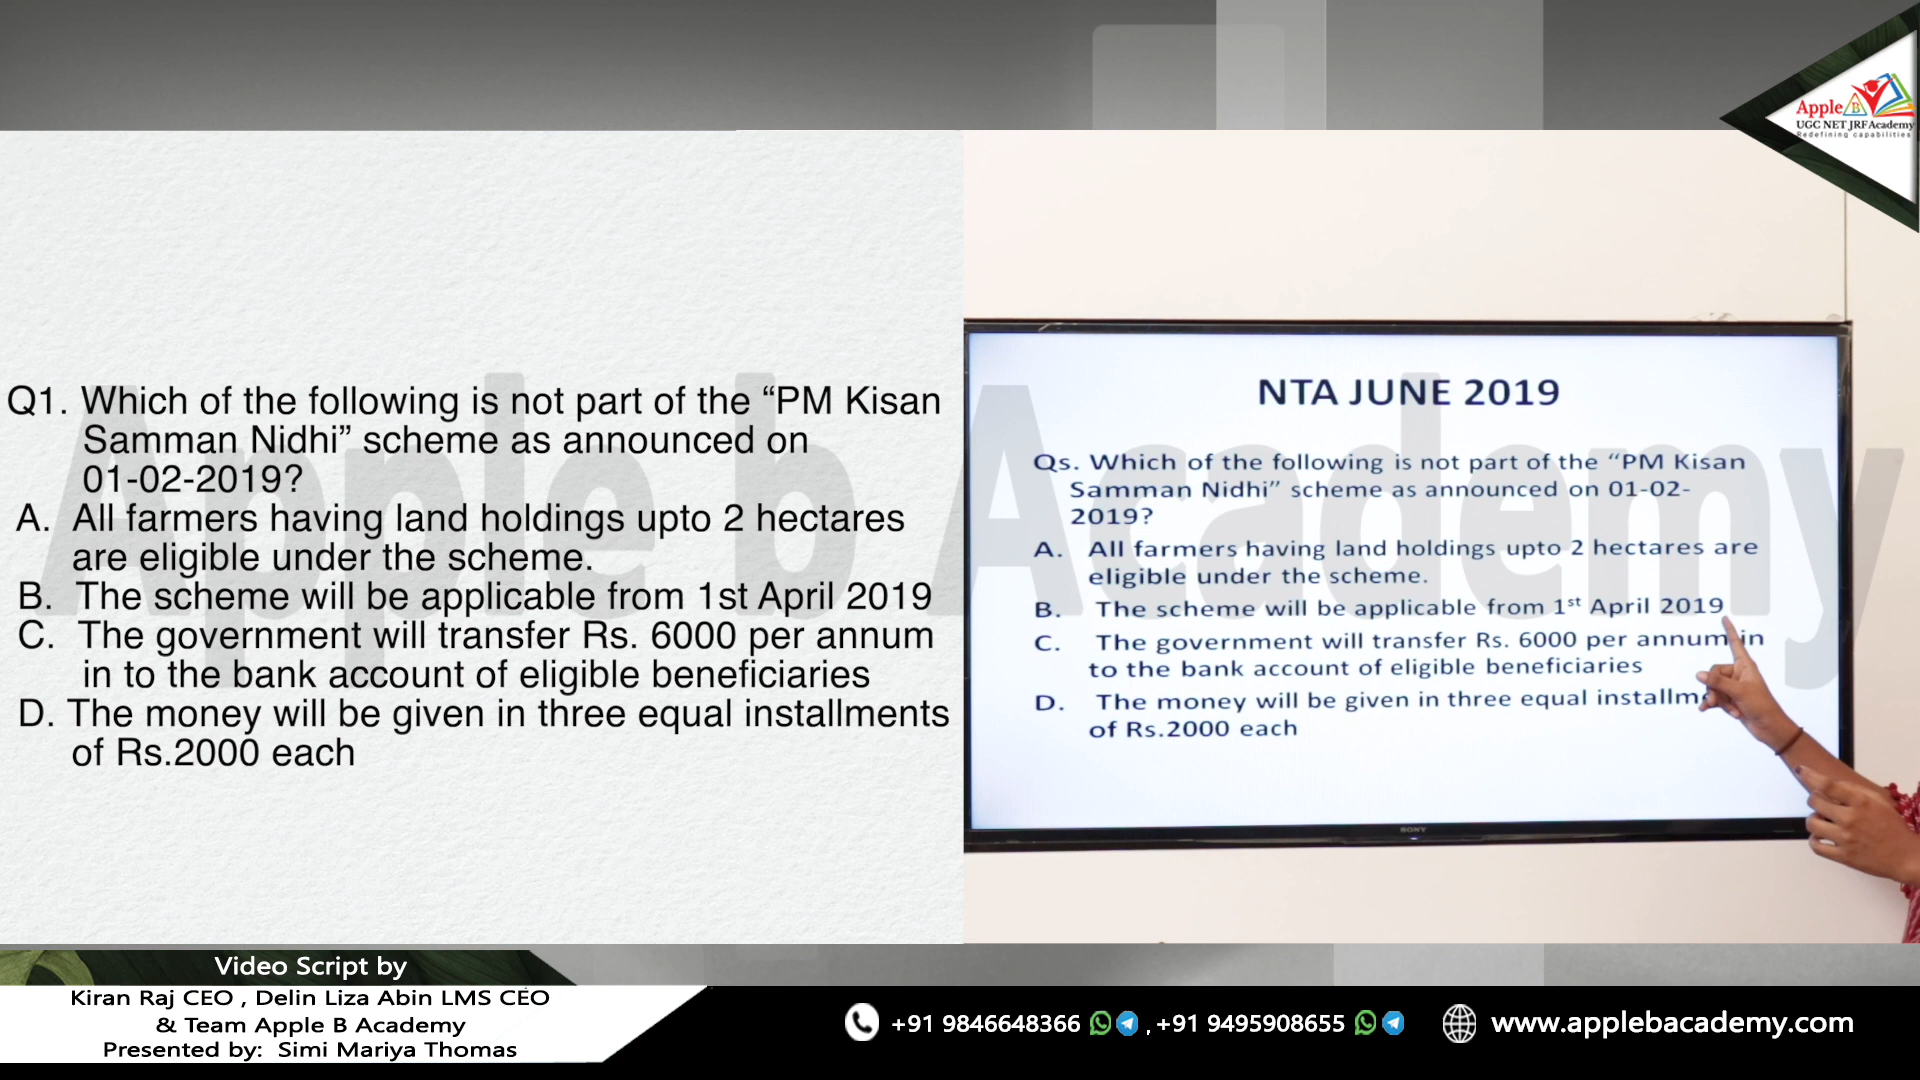 Apple B
UGC NET JRF Academy
Redefining capabilities
Q1. Which of the following is not part of the “PM Kisan
Samman Nidhi” scheme as announced on
01-02-2019?
A. All farmers having land holdings upto 2 hectares
are eligible under the scheme.
B. The scheme will be applicable from 1st April 2019
C. The government will transfer Rs. 6000 per annum
in to the bank account of eligible beneficiaries
D. The money will be given in three equal installments
of Rs.2000 each
NTA JUNE 2019
Qs. Which of the following is not part of the “PM Kisan
Samman Nidhi” scheme as announced on 01-02-
2019?
A. All farmers having land holdings upto 2 hectares are
eligible under the scheme.
B. The scheme will be applicable from 1st April 2019
C. The government will transfer Rs. 6000 per annum in
to the bank account of eligible beneficiaries
D. The money will be given in three equal installm
of Rs.2000 each
SONY
Apple b Academy
Video Script by
Kiran Raj CEO , Delin Liza Abin LMS CEO
& Team Apple B Academy
Presented by: Simi Mariya Thomas
+91 9846648366 , +91 9495908655
www.applebacademy.com